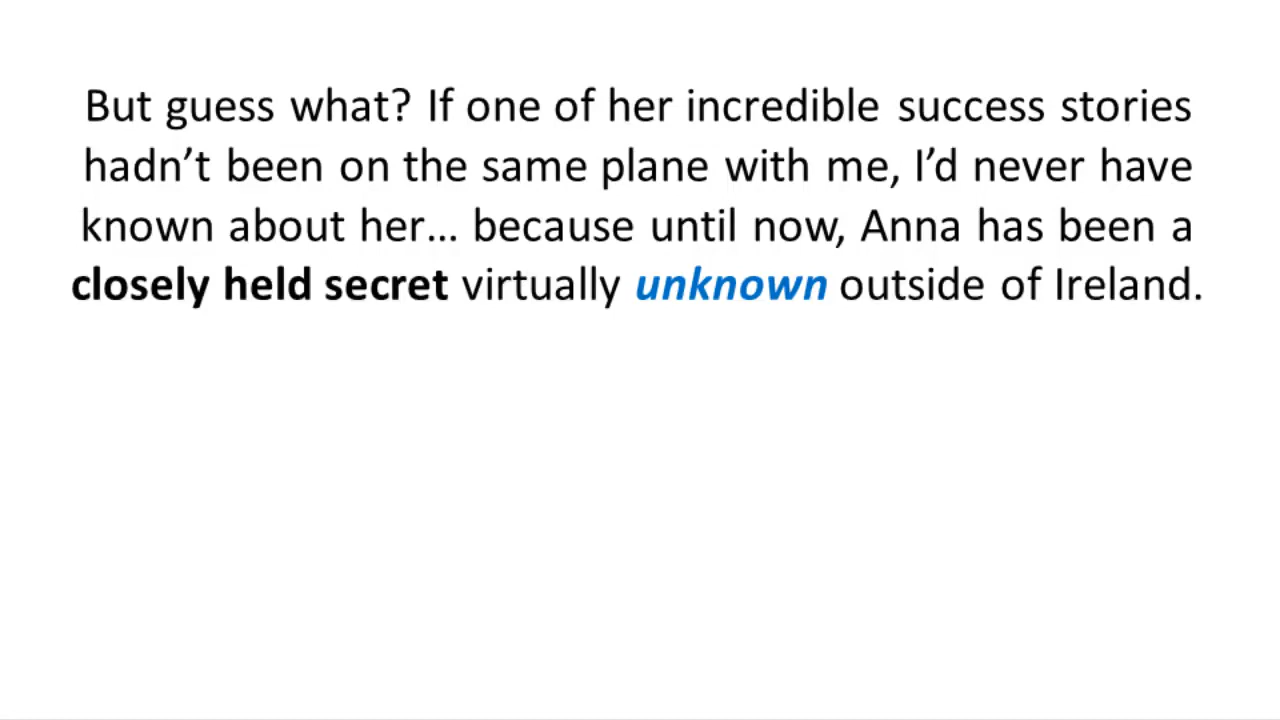 But guess what? If one of her incredible success stories
hadn’t been on the same plane with me, I’d never have
known about her… because until now, Anna has been a
closely held secret virtually unknown outside of Ireland.